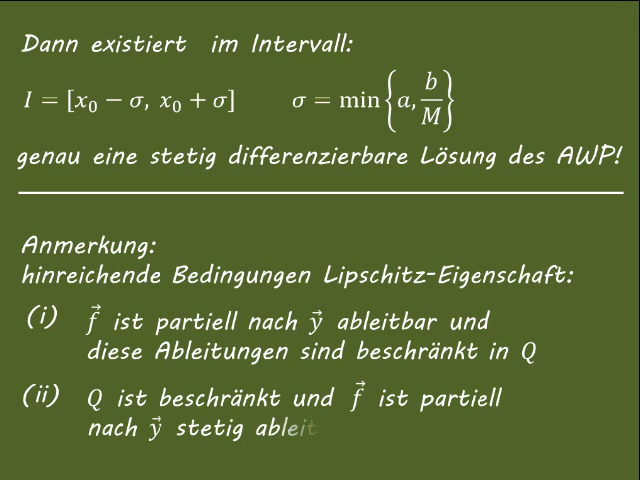 Dann existiert im Intervall:
I = [x₀ − σ, x₀ + σ] σ = min{a, b/M}
genau eine stetig differenzierbare Lösung des AWP!
Anmerkung:
hinreichende Bedingungen Lipschitz-Eigenschaft:
(i) f⃗ ist partiell nach y⃗ ableitbar und
diese Ableitungen sind beschränkt in Q
(ii) Q ist beschränkt und f⃗ ist partiell
nach y⃗ stetig ableit